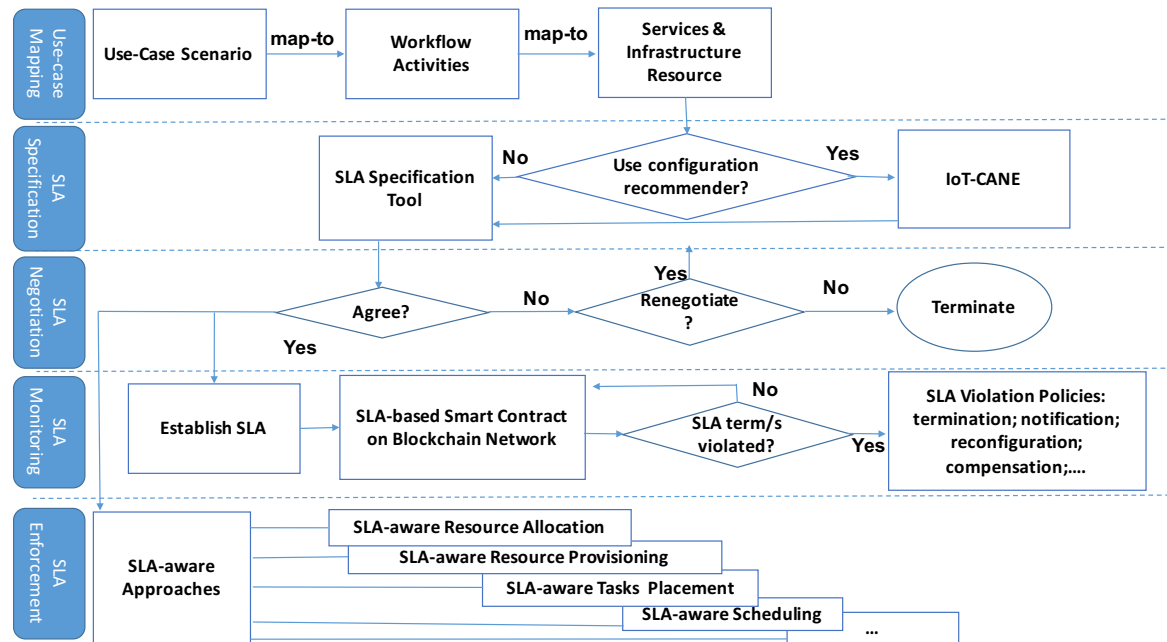 Use-case
Mapping
Use-Case Scenario
map-to
Workflow
Activities
map-to
Services &
Infrastructure
Resource
SLA
Specification
SLA Specification
Tool
No
Use configuration
recommender?
Yes
IoT-CANE
SLA
Negotiation
Agree?
Yes
No
Yes
Renegotiate
?
No
Terminate
SLA
Monitoring
Establish SLA
SLA-based Smart Contract
on Blockchain Network
No
SLA term/s
violated?
Yes
SLA Violation Policies:
termination; notification;
reconfiguration;
compensation;....
SLA
Enforcement
SLA-aware
Approaches
SLA-aware Resource Allocation
SLA-aware Resource Provisioning
SLA-aware Tasks Placement
SLA-aware Scheduling
...